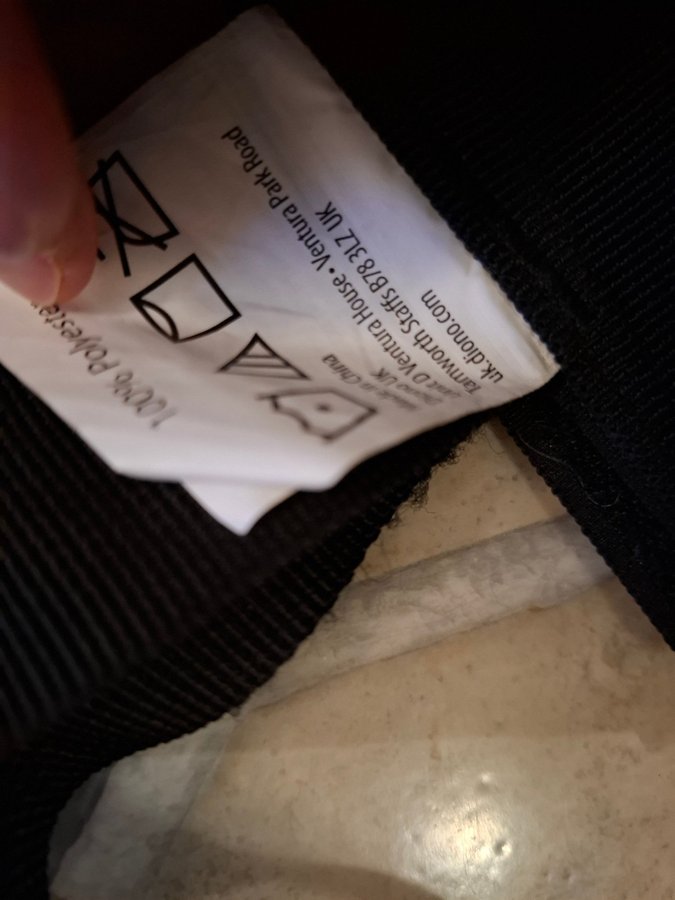 100% Polyester
Made in China
Diono UK
Unit D Ventura House • Ventura Park Road
Tamworth Staffs B78 3LZ UK
uk.diono.com